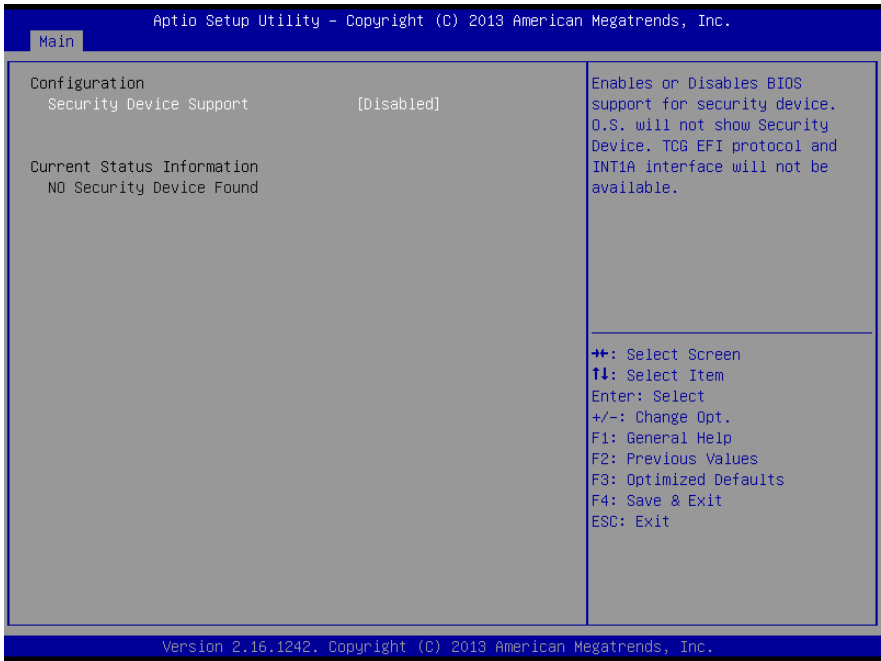 Aptio Setup Utility – Copyright (C) 2013 American Megatrends, Inc.
Main
Configuration
Security Device Support [Disabled]
Current Status Information
NO Security Device Found
Enables or Disables BIOS
support for security device.
O.S. will not show Security
Device. TCG EFI protocol and
INT1A interface will not be
available.
→←: Select Screen
↑↓: Select Item
Enter: Select
+/-: Change Opt.
F1: General Help
F2: Previous Values
F3: Optimized Defaults
F4: Save & Exit
ESC: Exit
Version 2.16.1242. Copyright (C) 2013 American Megatrends, Inc.